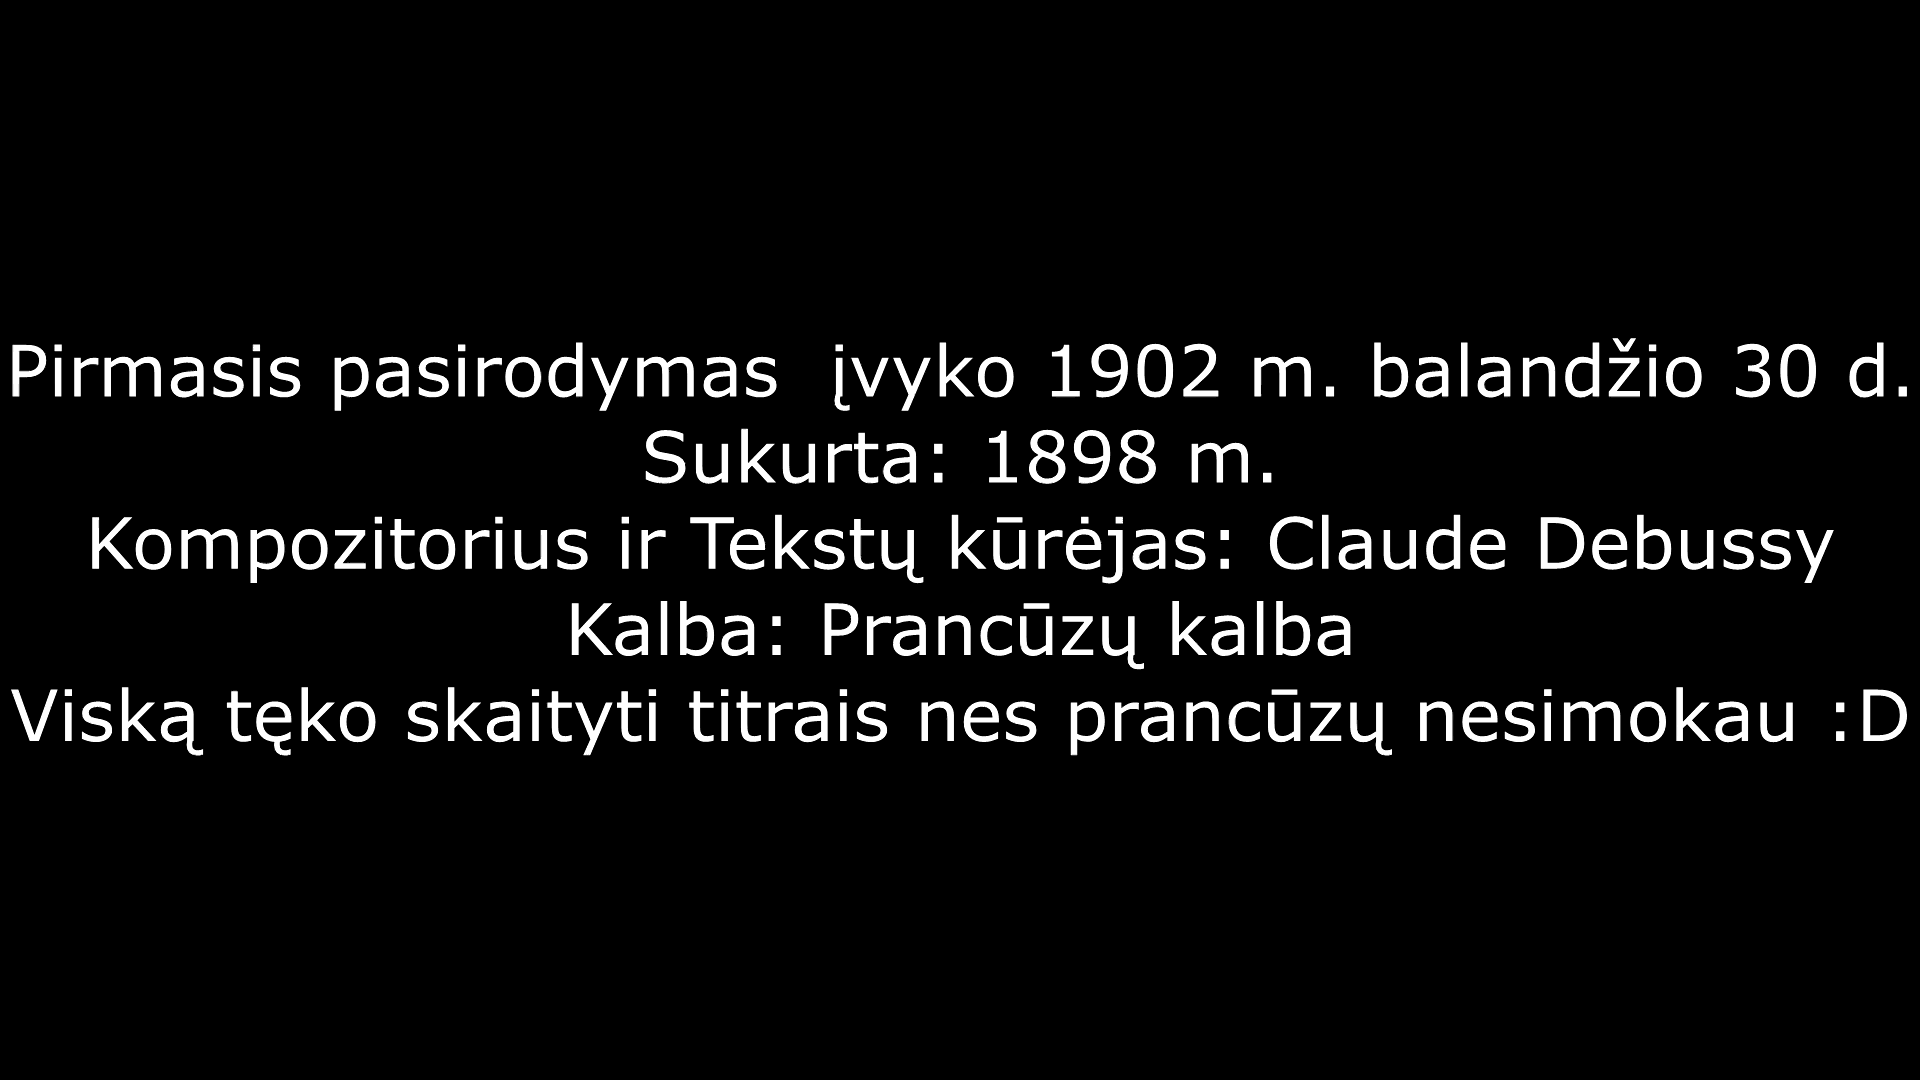 Pirmasis pasirodymas  įvyko 1902 m. balandžio 30 d.
Sukurta: 1898 m.
Kompozitorius ir Tekstų kūrėjas: Claude Debussy
Kalba: Prancūzų kalba
Viską tęko skaityti titrais nes prancūzų nesimokau :D